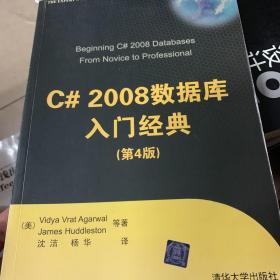 Beginning C# 2008 Databases
From Novice to Professional
C# 2008数据库
入门经典
(第4版)
(美) Vidya Vrat Agarwal
James Huddleston 等著
沈洁 杨华 译
清华大学出版社